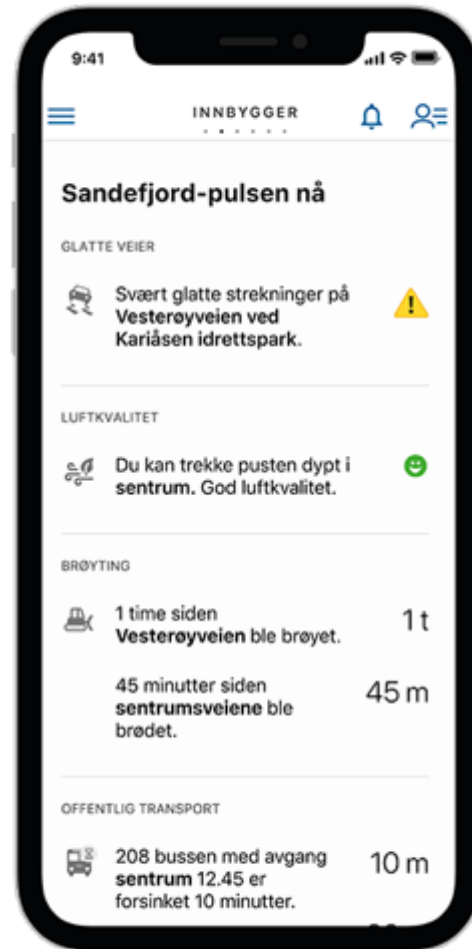 9:41
INNBYGGER
Sandefjord-pulsen nå
GLATTE VEIER
Svært glatte strekninger på
Vesterøyveien ved
Kariåsen idrettspark.
LUFTKVALITET
Du kan trekke pusten dypt i
sentrum. God luftkvalitet.
BRØYTING
1 time siden
Vesterøyveien ble brøyet.
1 t
45 minutter siden
sentrumsveiene ble
brødet.
45 m
OFFENTLIG TRANSPORT
208 bussen med avgang
sentrum 12.45 er
forsinket 10 minutter.
10 m